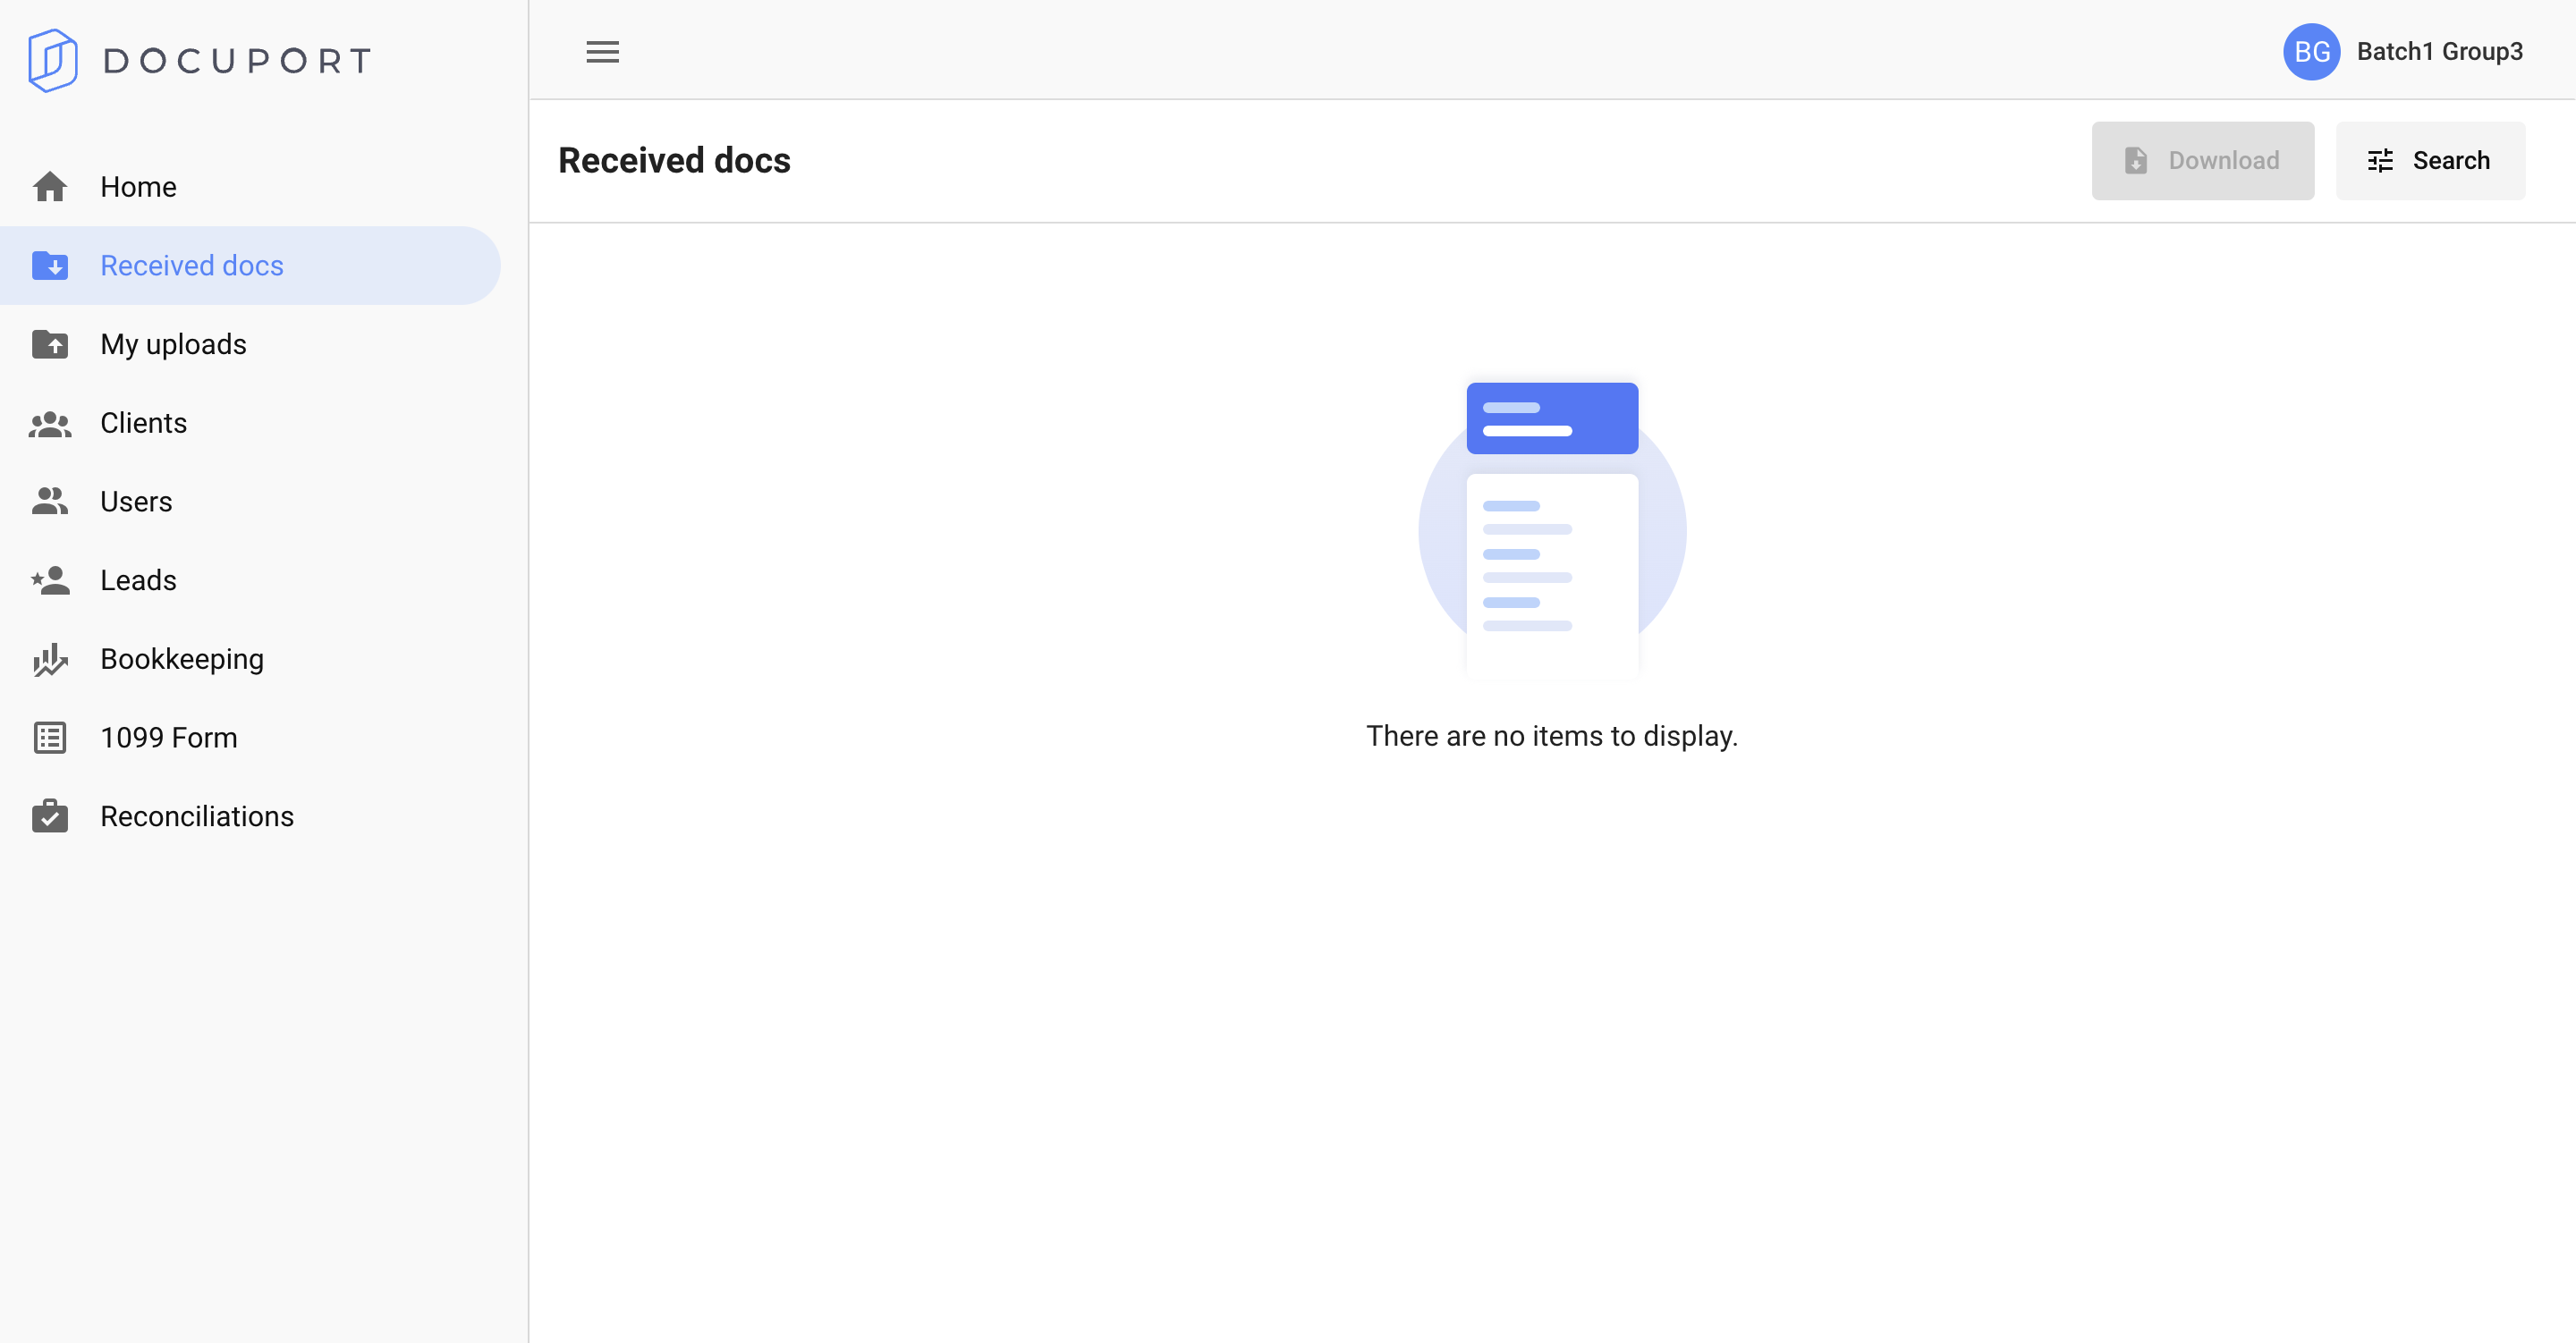 DOCUPORT
Home
Received docs
My uploads
Clients
Users
Leads
Bookkeeping
1099 Form
Reconciliations
BG Batch1 Group3
Received docs
Download
Search
There are no items to display.